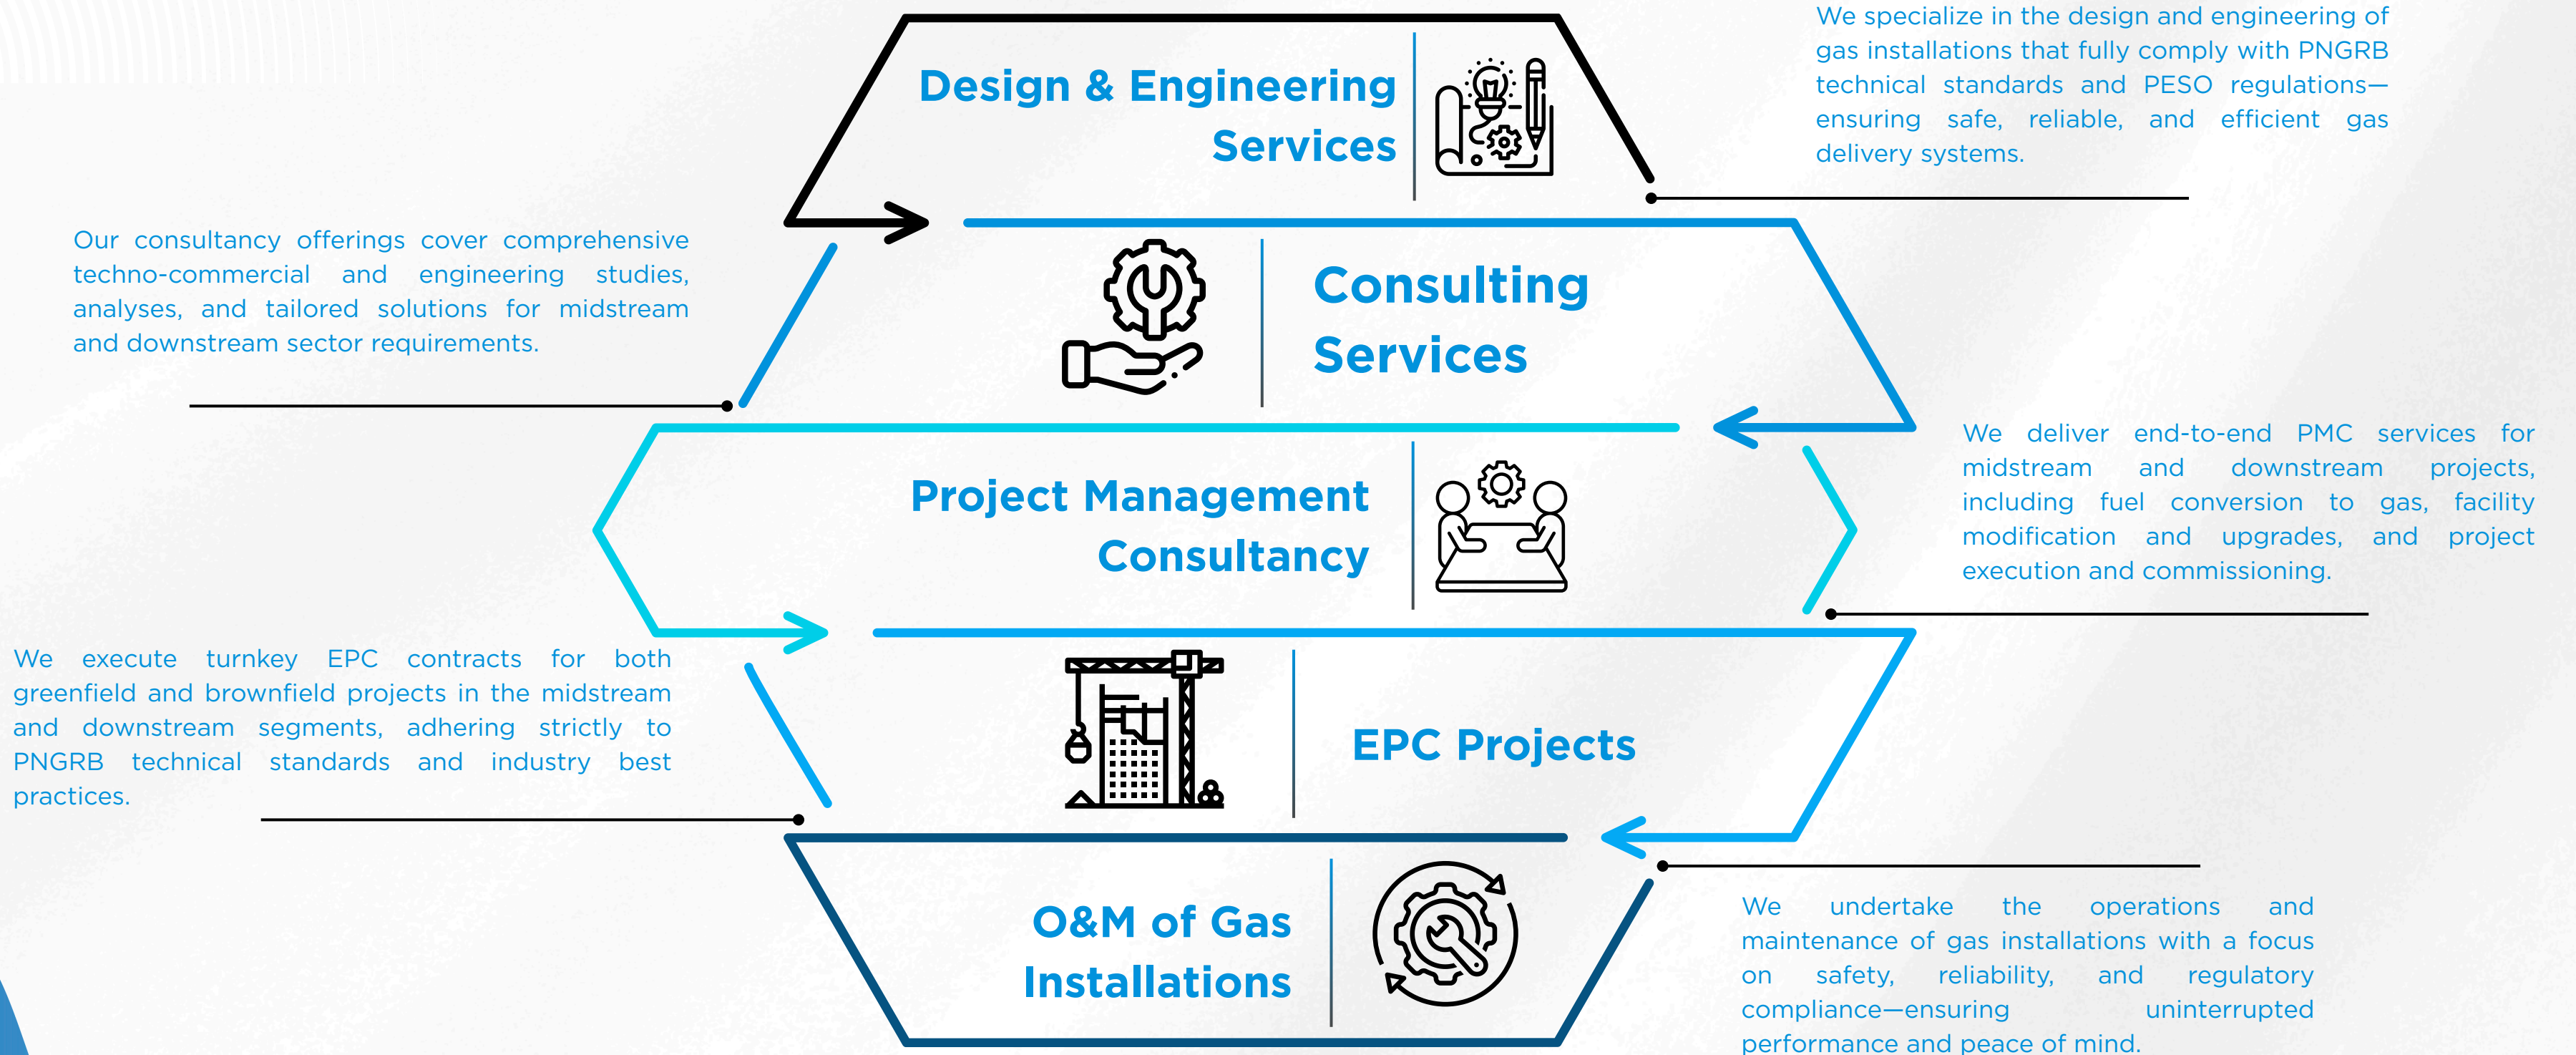 Design & Engineering
Services
We specialize in the design and engineering of
gas installations that fully comply with PNGRB
technical standards and PESO regulations—
ensuring safe, reliable, and efficient gas
delivery systems.
Our consultancy offerings cover comprehensive
techno-commercial and engineering studies,
analyses, and tailored solutions for midstream
and downstream sector requirements.
Consulting
Services
Project Management
Consultancy
We deliver end-to-end PMC services for
midstream and downstream projects,
including fuel conversion to gas, facility
modification and upgrades, and project
execution and commissioning.
We execute turnkey EPC contracts for both
greenfield and brownfield projects in the midstream
and downstream segments, adhering strictly to
PNGRB technical standards and industry best
practices.
EPC Projects
O&M of Gas
Installations
We undertake the operations and
maintenance of gas installations with a focus
on safety, reliability, and regulatory
compliance—ensuring uninterrupted
performance and peace of mind.